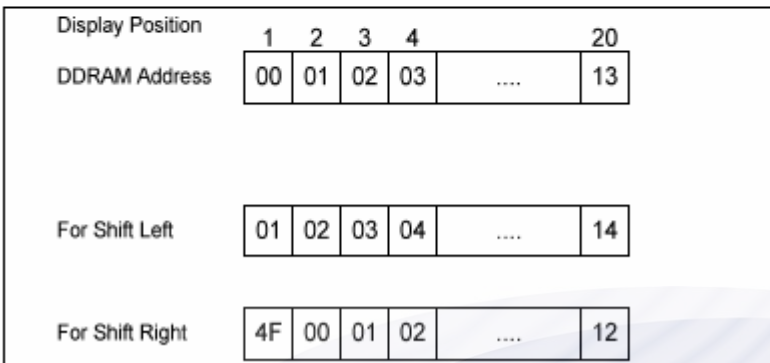 Display Position 1 2 3 4 20
DDRAM Address 00 01 02 03 .... 13
For Shift Left 01 02 03 04 .... 14
For Shift Right 4F 00 01 02 .... 12